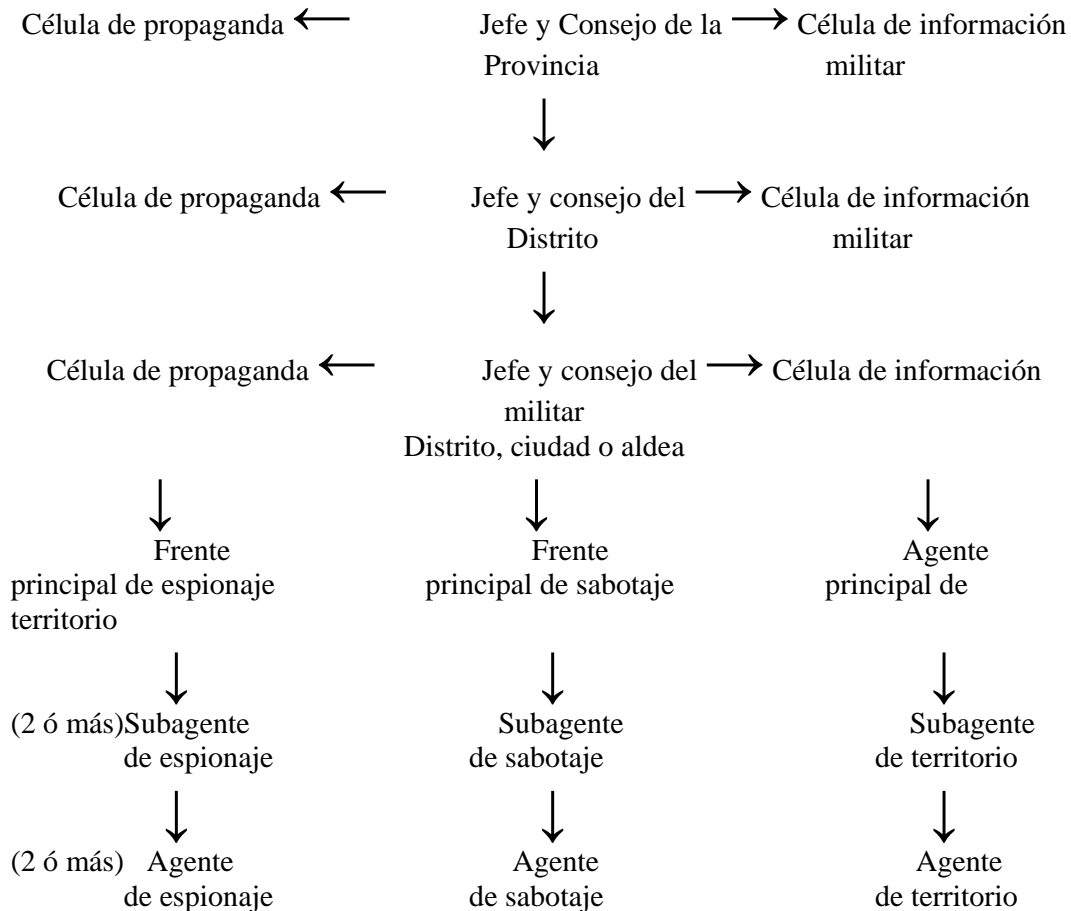 Célula de propaganda Jefe y Consejo de la Célula de información
Provincia militar
Célula de propaganda Jefe y consejo del Célula de información
Distrito militar
Célula de propaganda Jefe y consejo del Célula de información
militar
Distrito, ciudad o aldea
Frente Frente Agente
principal de espionaje principal de sabotaje principal de
territorio
(2 ó más)Subagente Subagente Subagente
de espionaje de sabotaje de territorio
(2 ó más) Agente Agente Agente
de espionaje de sabotaje de territorio